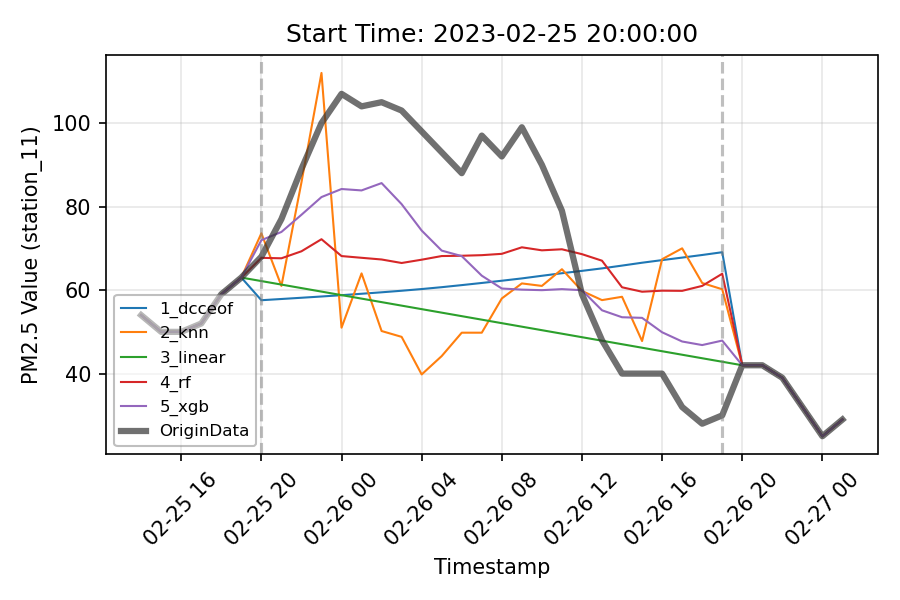 Start Time: 2023-02-25 20:00:00
PM2.5 Value (station_11)
100
80
60
40
1_dcceof
2_knn
3_linear
4_rf
5_xgb
OriginData
02-25 16
02-25 20
02-26 00
02-26 04
02-26 08
02-26 12
02-26 16
02-26 20
02-27 00
Timestamp